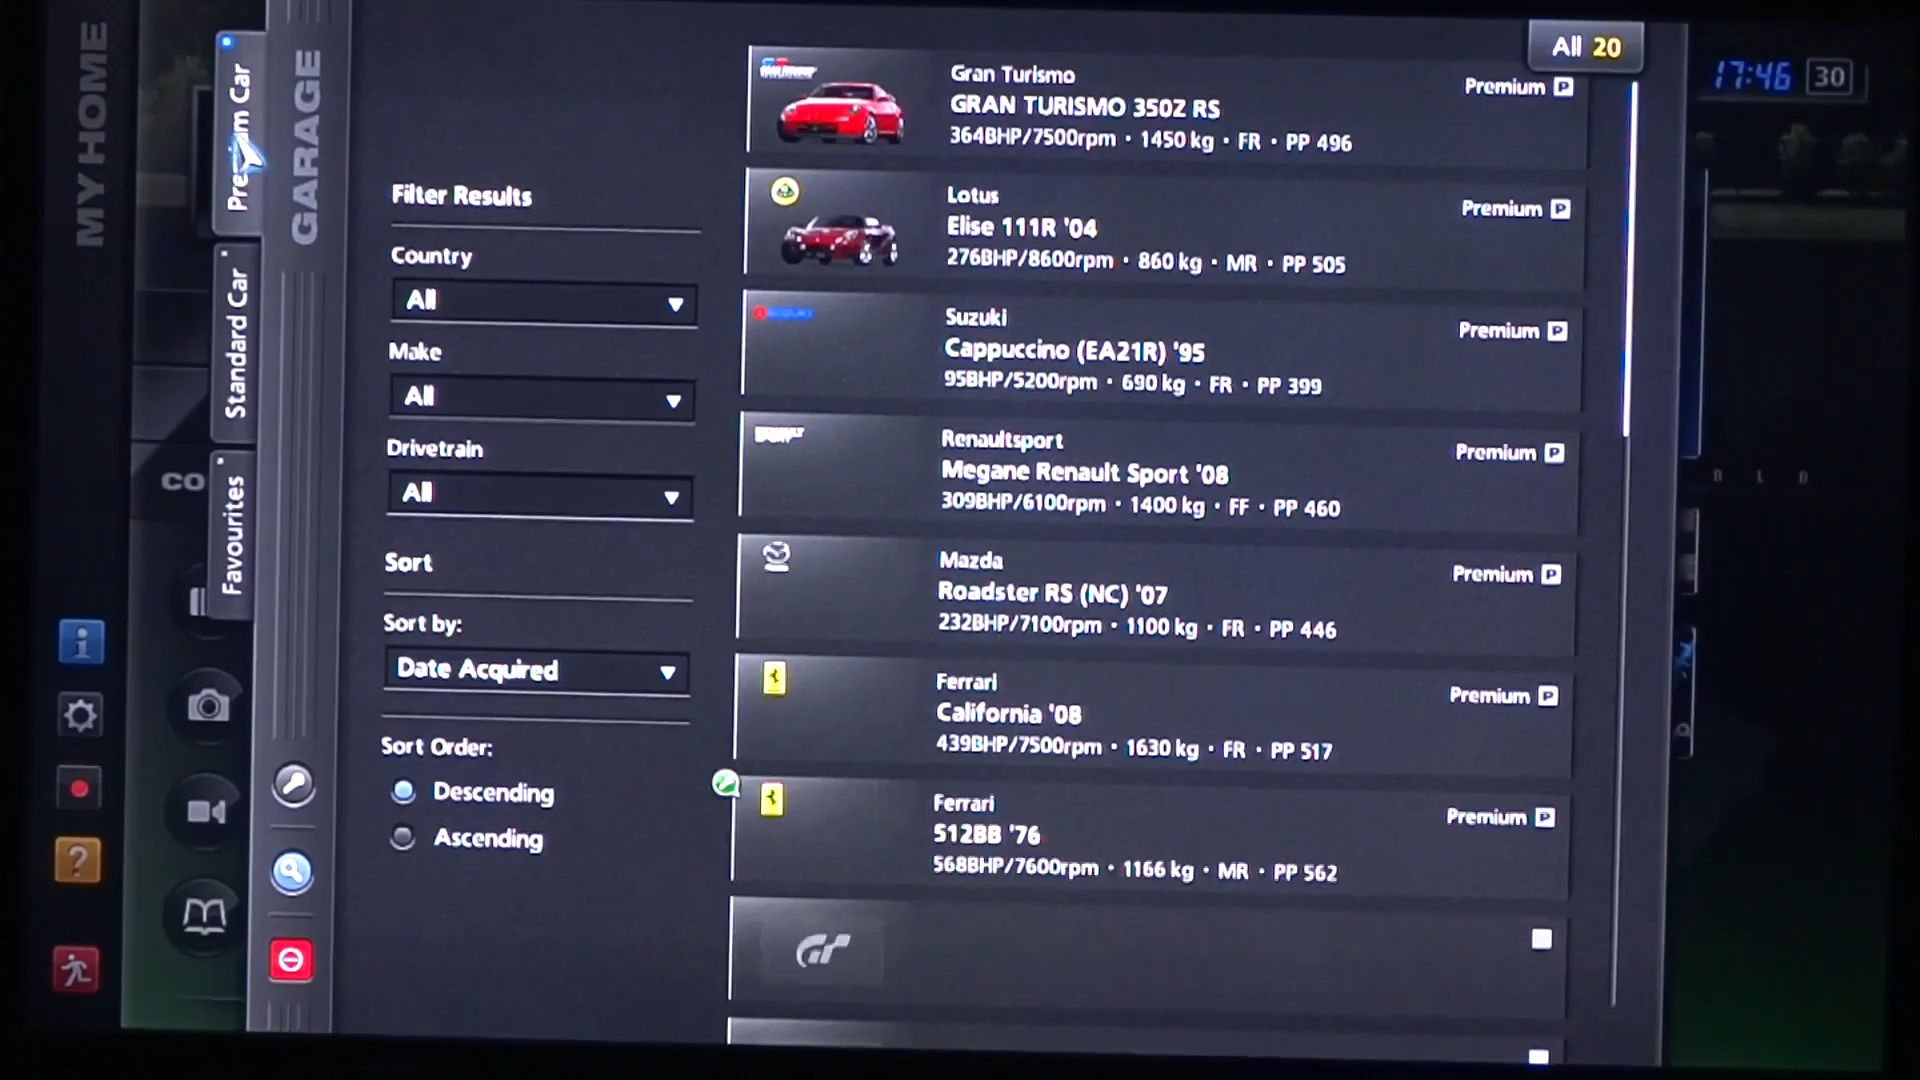 MY HOME
Premium Car
Standard Car
Favourites
GARAGE
CO
Filter Results
Country
All
Make
All
Drivetrain
All
Sort
Sort by:
Date Acquired
Sort Order:
Descending
Ascending
All 20
17:46 30
Gran Turismo
GRAN TURISMO 350Z RS
364BHP/7500rpm · 1450 kg · FR · PP 496
Premium P
Lotus
Elise 111R '04
276BHP/8600rpm · 860 kg · MR · PP 505
Premium P
Suzuki
Cappuccino (EA21R) '95
95BHP/5200rpm · 690 kg · FR · PP 399
Premium P
Renaultsport
Megane Renault Sport '08
309BHP/6100rpm · 1400 kg · FF · PP 460
Premium P
Mazda
Roadster RS (NC) '07
232BHP/7100rpm · 1100 kg · FR · PP 446
Premium P
Ferrari
California '08
439BHP/7500rpm · 1630 kg · FR · PP 517
Premium P
Ferrari
512BB '76
568BHP/7600rpm · 1166 kg · MR · PP 562
Premium P
GT
R L D